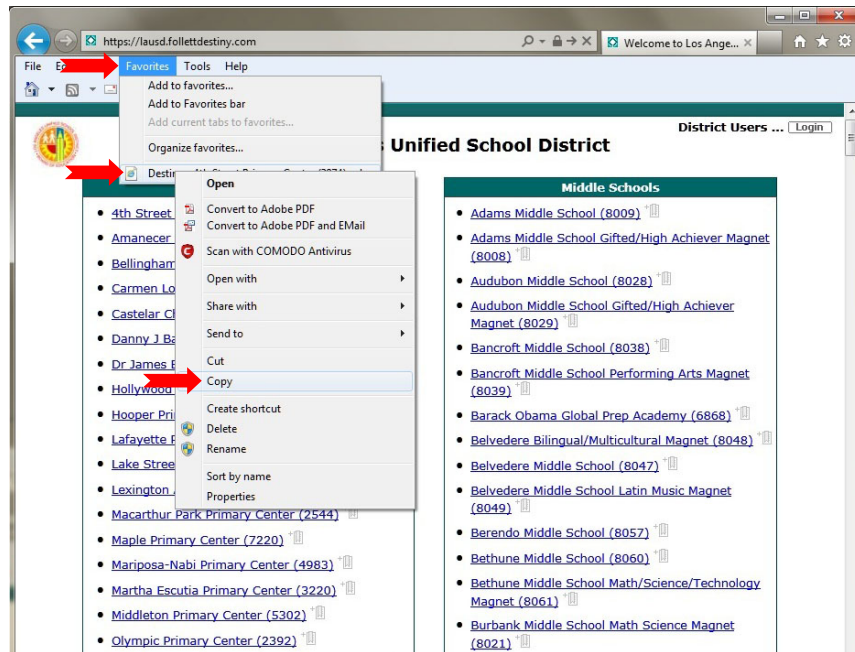 https://lausd.follettdestiny.com
Welcome to Los Ange...
File
Favorites Tools Help
Add to favorites...
Add to Favorites bar
Add current tabs to favorites...
Organize favorites...
Unified School District
District Users ... Login
Open
Convert to Adobe PDF
Convert to Adobe PDF and EMail
Scan with COMODO Antivirus
Open with
Share with
Send to
Cut
Copy
Create shortcut
Delete
Rename
Sort by name
Properties
4th Street
Amanecer
Bellingham
Carmen
Castelar
Danny J
Dr James
Hollywood
Hooper
Lafayette
Lake
Lexington
Macarthur Park Primary Center (2544)
Maple Primary Center (7220)
Mariposa-Nabi Primary Center (4983)
Martha Escutia Primary Center (3220)
Middleton Primary Center (5302)
Olympic Primary Center (2392)
Middle Schools
Adams Middle School (8009)
Adams Middle School Gifted/High Achiever Magnet
(8008)
Audubon Middle School (8028)
Audubon Middle School Gifted/High Achiever
Magnet (8029)
Bancroft Middle School (8038)
Bancroft Middle School Performing Arts Magnet
(8039)
Barack Obama Global Prep Academy (6868)
Belvedere Bilingual/Multicultural Magnet (8048)
Belvedere Middle School (8047)
Belvedere Middle School Latin Music Magnet
(8049)
Berendo Middle School (8057)
Bethune Middle School (8060)
Bethune Middle School Math/Science/Technology
Magnet (8061)
Burbank Middle School Math Science Magnet
(8021)